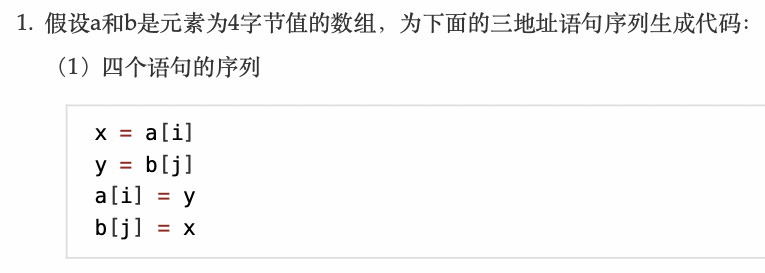 1. 假设a和b是元素为4字节值的数组，为下面的三地址语句序列生成代码：
（1）四个语句的序列
x = a[i]
y = b[j]
a[i] = y
b[j] = x